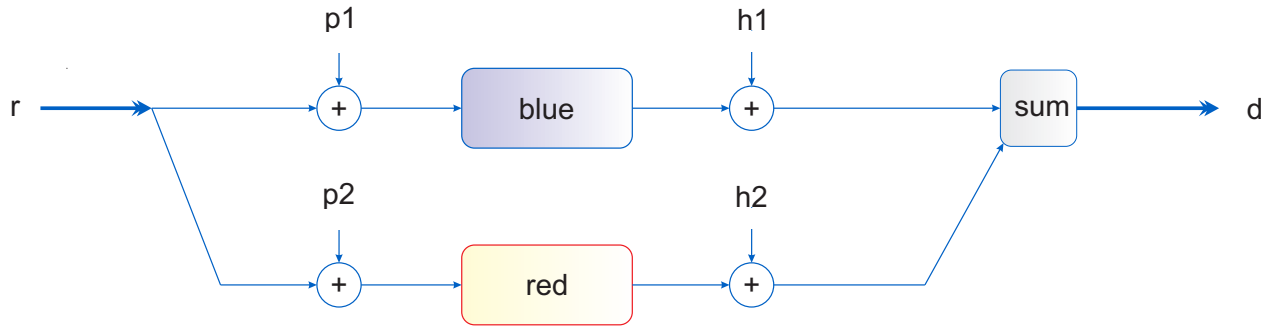 p1
h1
r
+
blue
+
sum
d
p2
h2
+
red
+